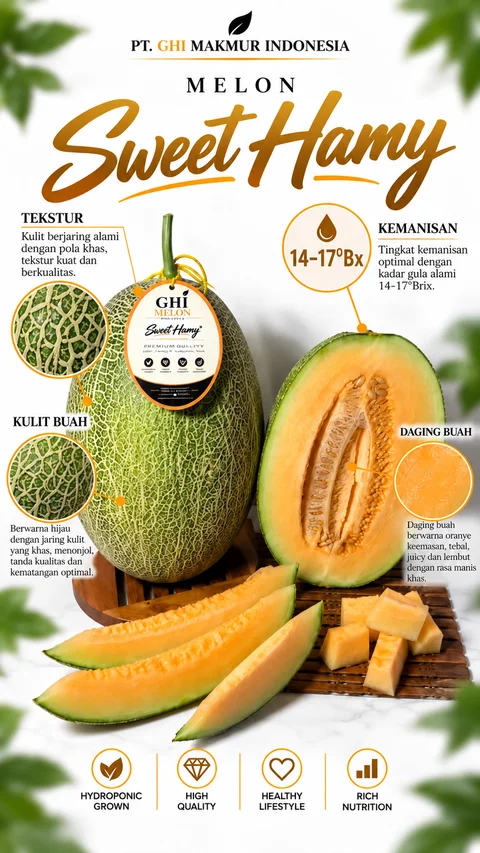 PT. GHI MAKMUR INDONESIA
MELON
Sweet Hamy
TEKSTUR
Kulit berjaring alami
dengan pola khas,
tekstur kuat dan
berkualitas.
14-17°Bx
KEMANISAN
Tingkat kemanisan
optimal dengan
kadar gula alami
14-17°Brix.
GHI
MELON
Sweet Hamy
PREMIUM QUALITY
KULIT BUAH
Berwarna hijau
dengan jaring kulit
yang khas, menonjol,
tanda kualitas dan
kematangan optimal.
DAGING BUAH
Daging buah
berwarna oranye
keemasan, tebal,
juicy dan lembut
dengan rasa manis
khas.
HYDROPONIC
GROWN
HIGH
QUALITY
HEALTHY
LIFESTYLE
RICH
NUTRITION